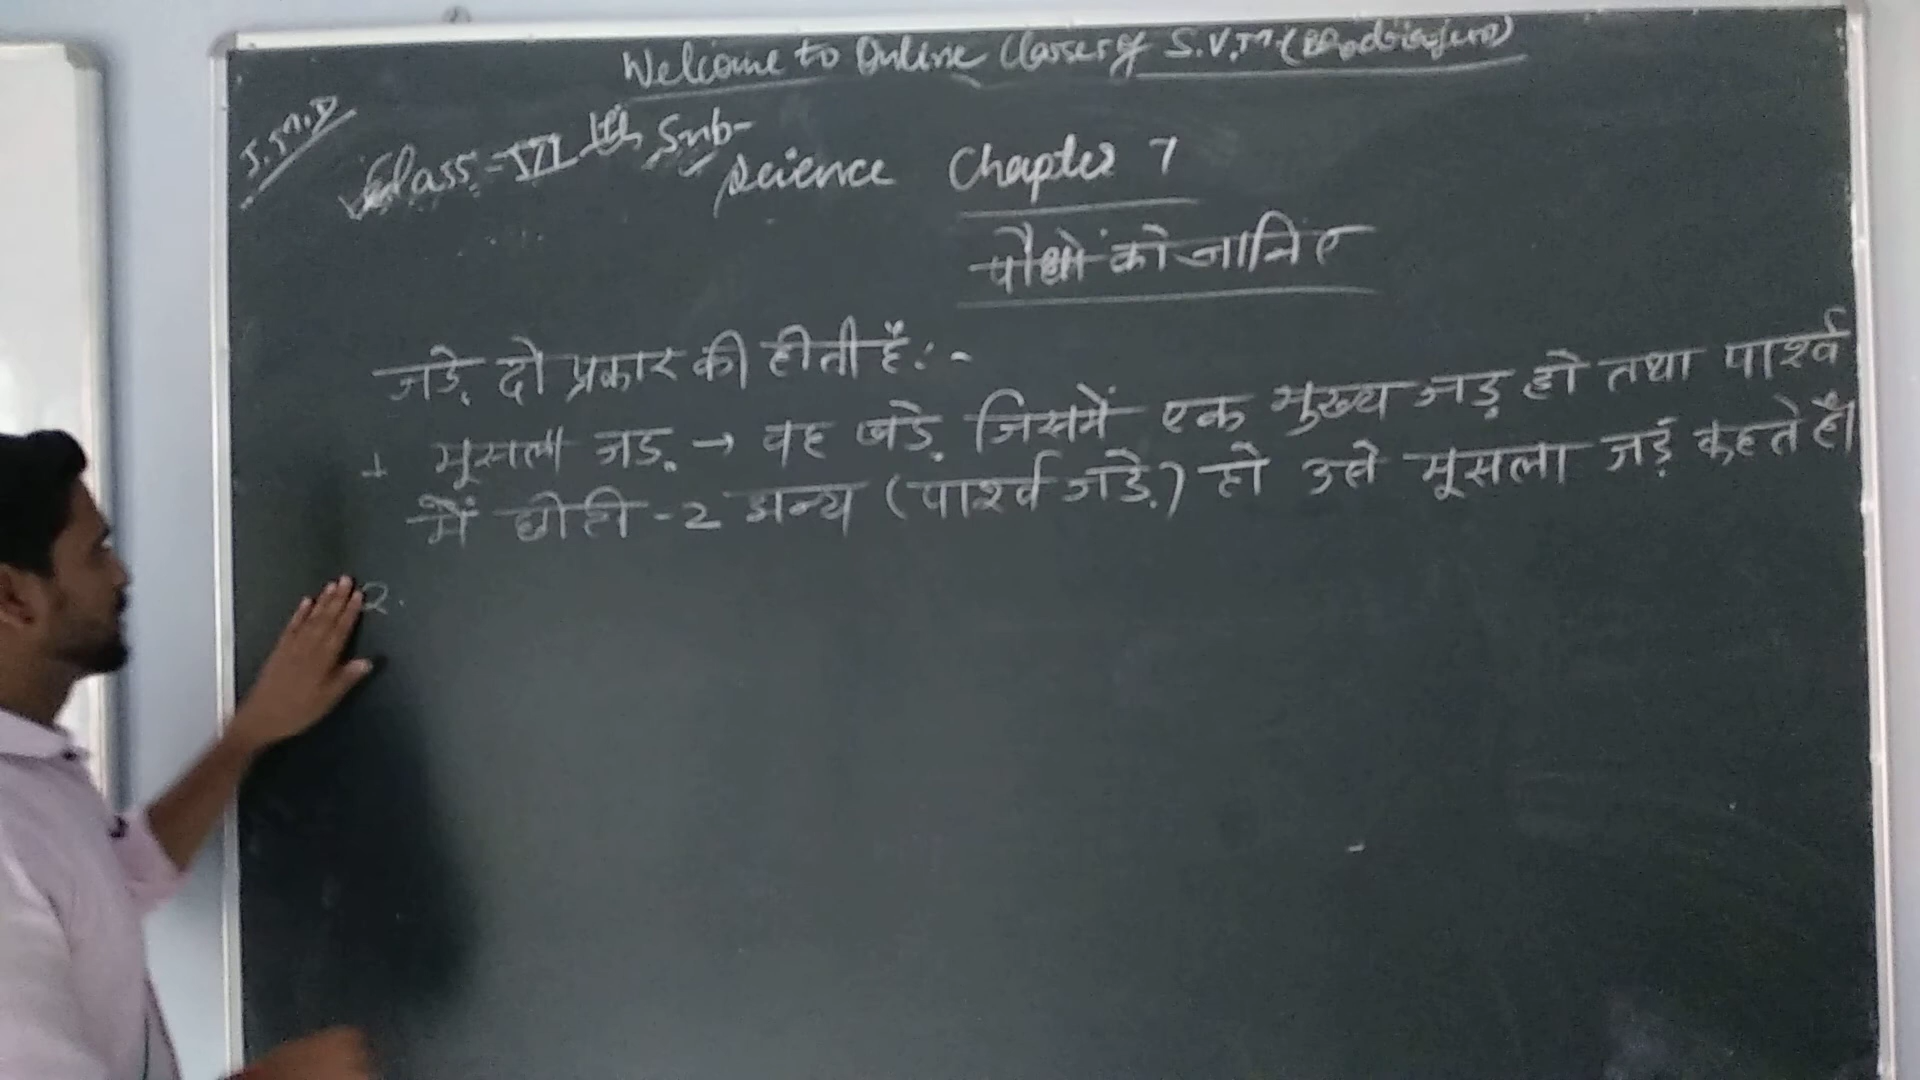 Welcome to Online Classes of S.V.M.
J.M.D
Class - VI th Sub-
Science Chapter 7
पौधों को जानिए
जड़े दो प्रकार की होती हैं:-
1 मूसला जड़ → वह जड़े जिसमें एक मुख्य जड़ हो तथा पार्श्व
में छोटी-2 अन्य (पार्श्व जड़े) हो उसे मूसला जड़ कहते हैं।
2.